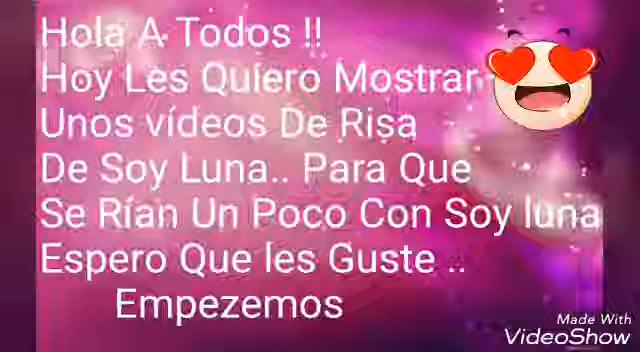 Hola A Todos !!
Hoy Les Quiero Mostrar
Unos vídeos De Risa
De Soy Luna.. Para Que
Se Rían Un Poco Con Soy luna
Espero Que les Guste ..
Empezemos
Made With
VideoShow